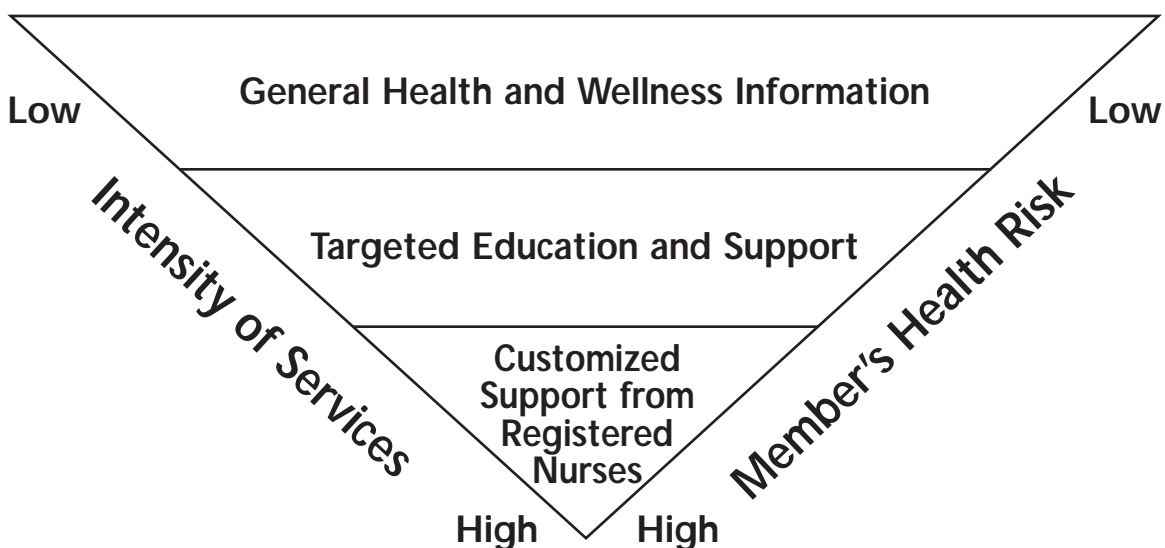 General Health and Wellness Information
Low
Low
Intensity of Services
Targeted Education and Support
Member's Health Risk
Customized
Support from
Registered
Nurses
High
High